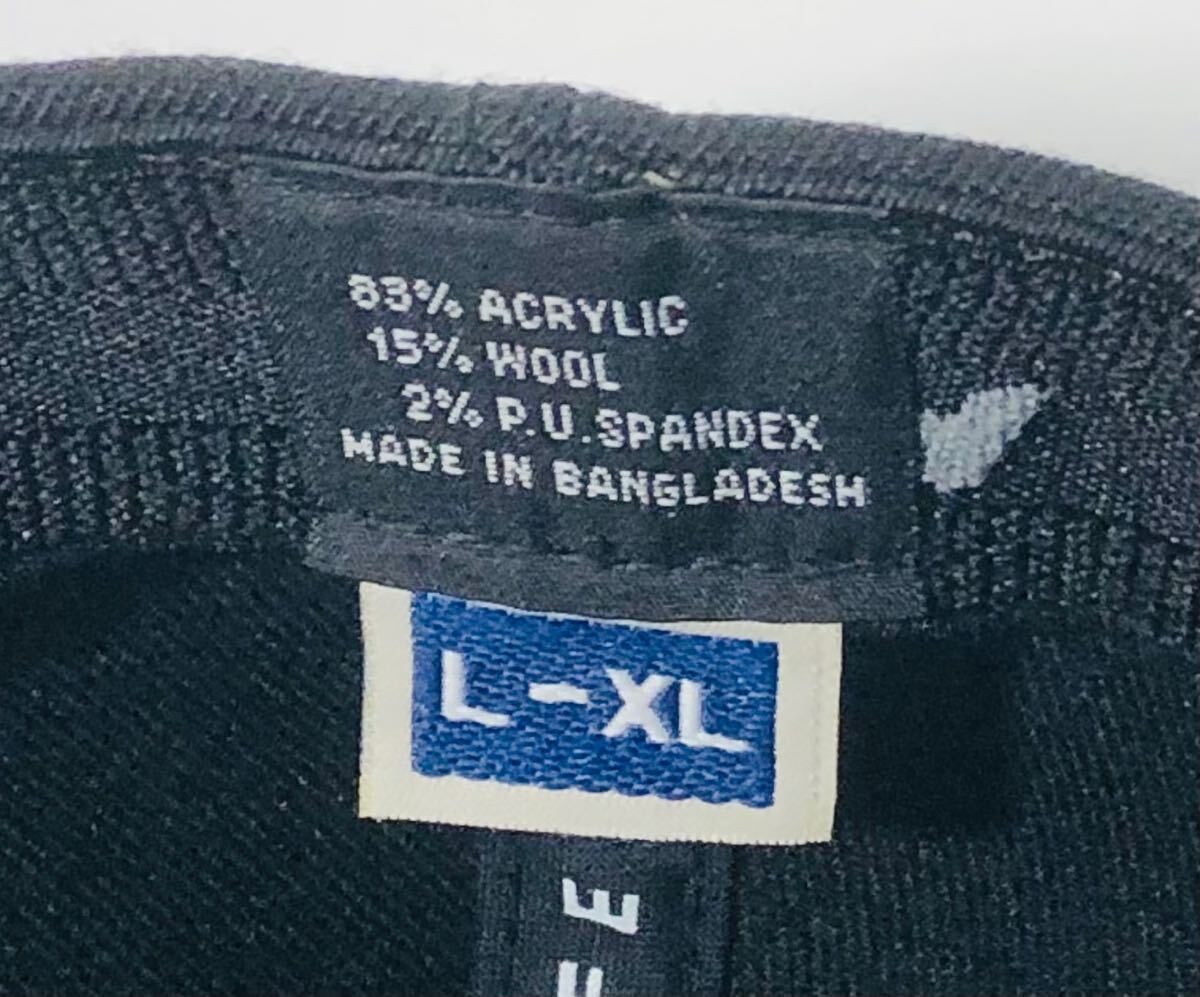 83% ACRYLIC
15% WOOL
2% P.U.SPANDEX
MADE IN BANGLADESH
L-XL
E